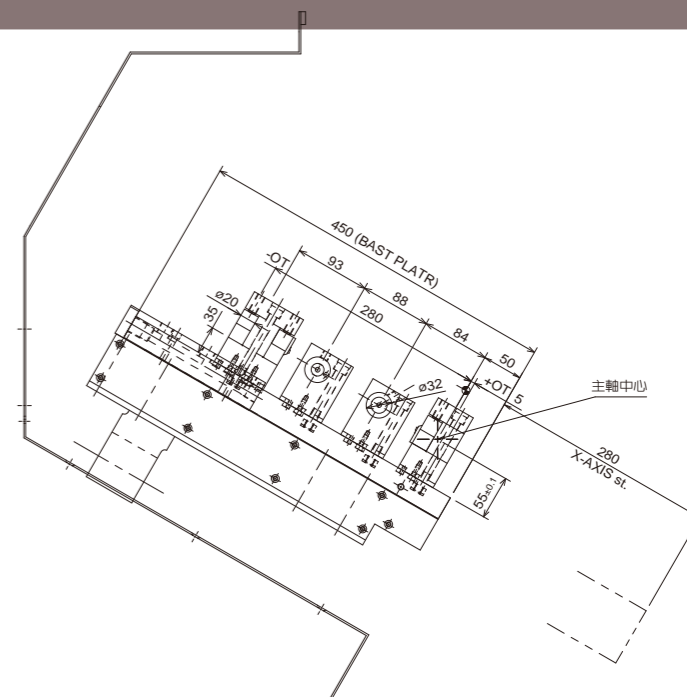 450 (BAST PLATR)
-OT
93
280
88
84
50
ø20
35
ø32
+OT
5
主軸中心
280
X-AXIS st.
55±0.1